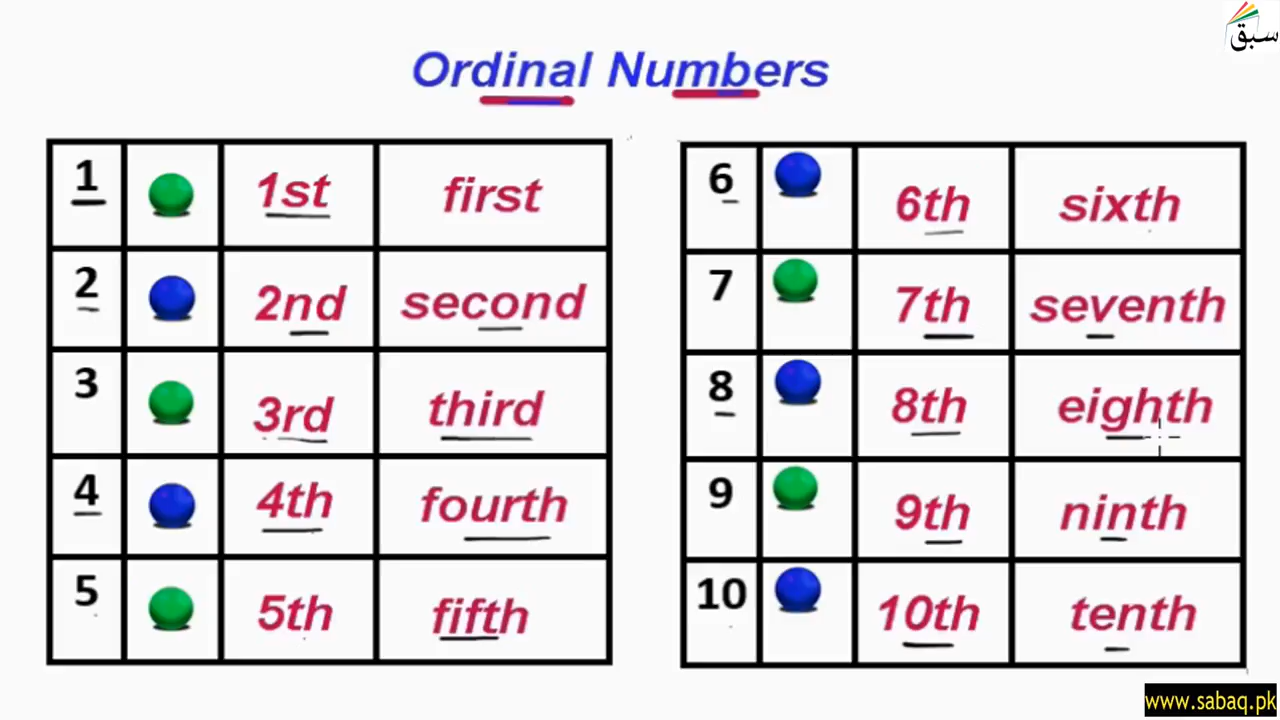 سبق
Ordinal Numbers
1 1st first
2 2nd second
3 3rd third
4 4th fourth
5 5th fifth
6 6th sixth
7 7th seventh
8 8th eighth
9 9th ninth
10 10th tenth
www.sabaq.pk